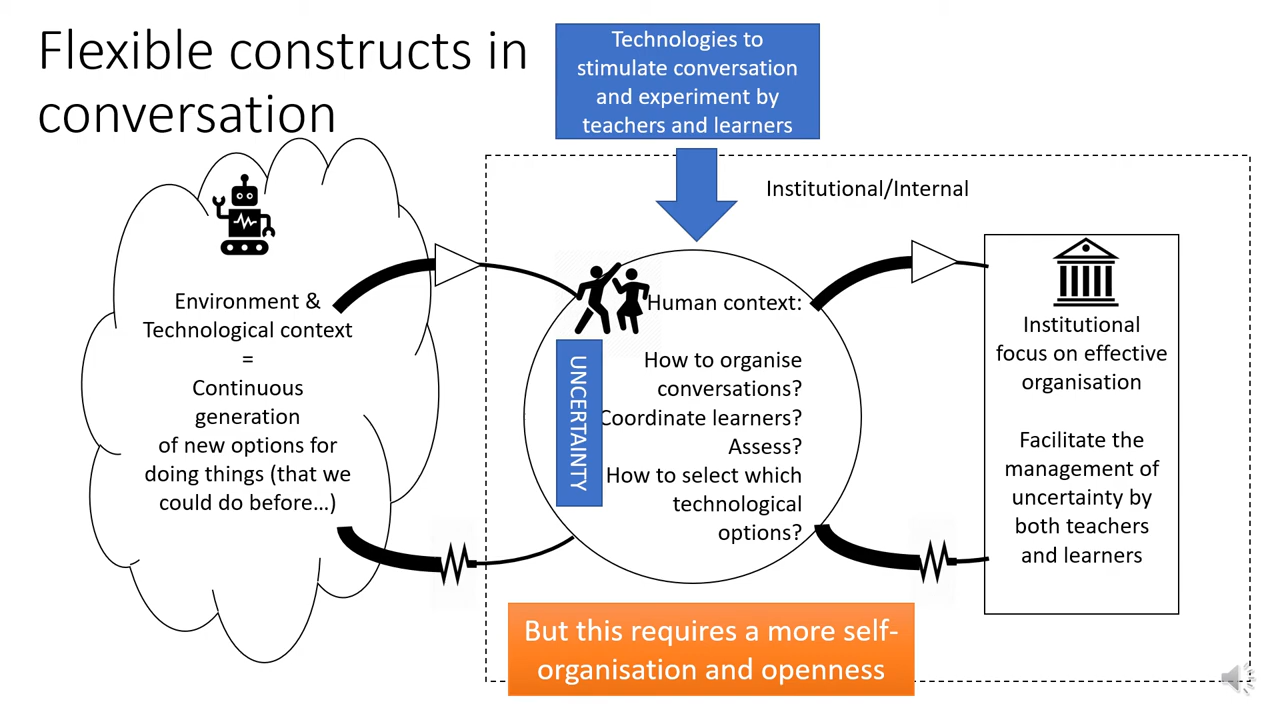 Flexible constructs in
conversation
Technologies to
stimulate conversation
and experiment by
teachers and learners
Institutional/Internal
Environment &
Technological context
=
Continuous
generation
of new options for
doing things (that we
could do before…)
UNCERTAINTY
Human context:
How to organise
conversations?
Coordinate learners?
Assess?
How to select which
technological
options?
Institutional
focus on effective
organisation
Facilitate the
management of
uncertainty by
both teachers
and learners
But this requires a more self-
organisation and openness